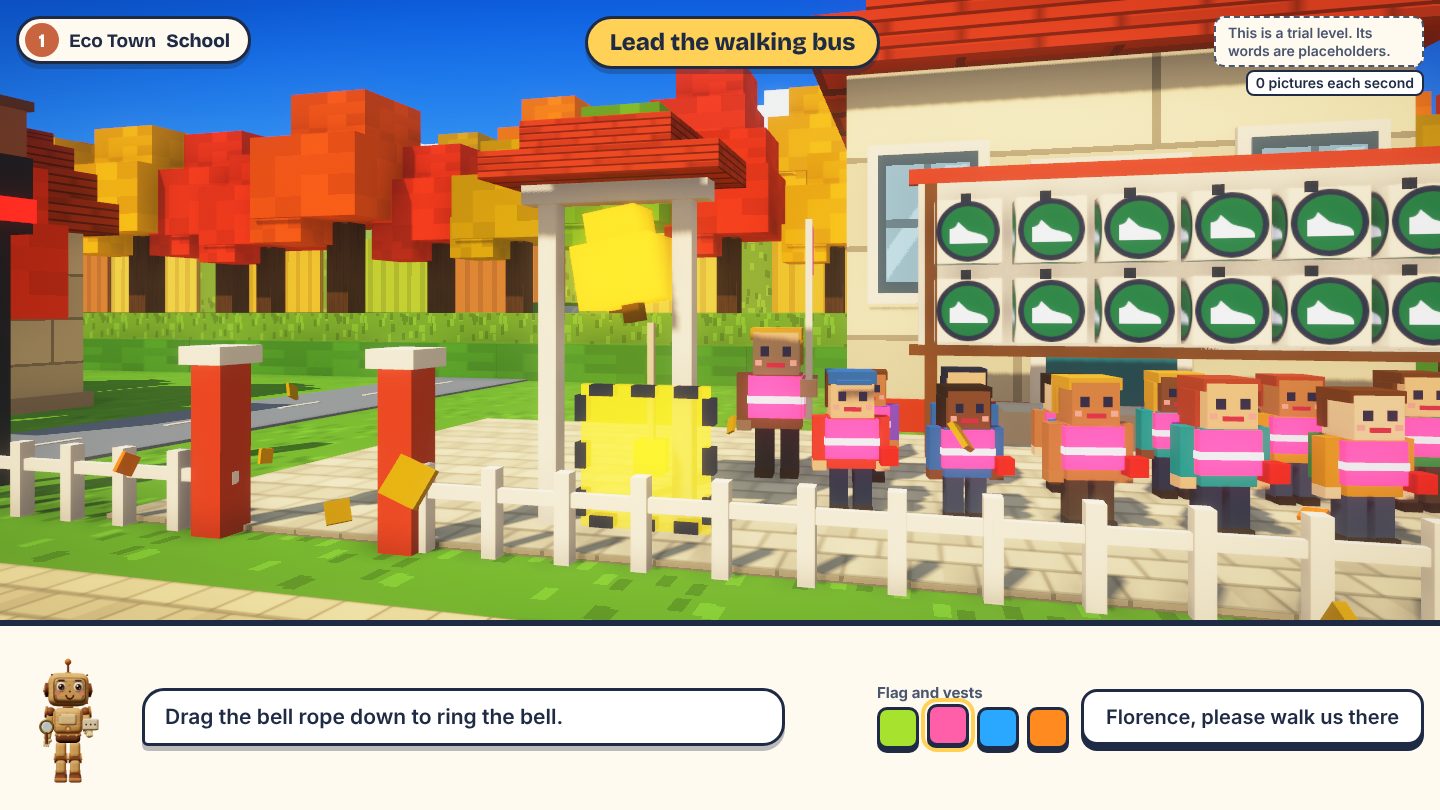 1 Eco Town School
Lead the walking bus
This is a trial level. Its
words are placeholders.
0 pictures each second
Drag the bell rope down to ring the bell.
Flag and vests
Florence, please walk us there